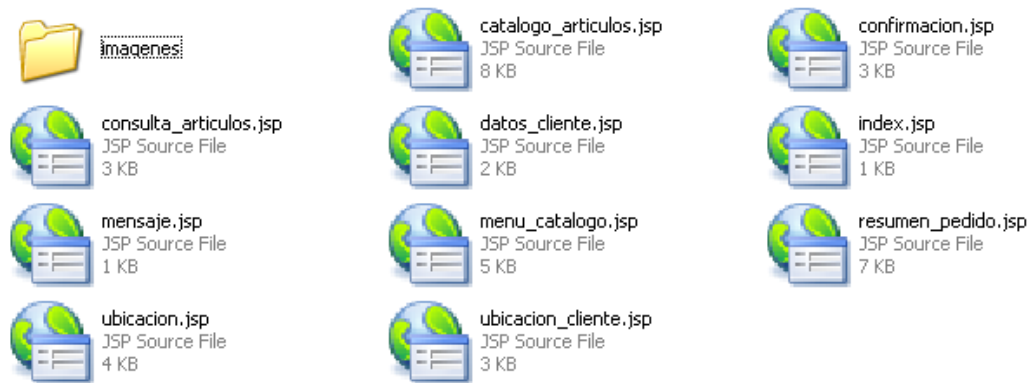 imagenes
catalogo_articulos.jsp
JSP Source File
8 KB
confirmacion.jsp
JSP Source File
3 KB
consulta_articulos.jsp
JSP Source File
3 KB
datos_cliente.jsp
JSP Source File
2 KB
index.jsp
JSP Source File
1 KB
mensaje.jsp
JSP Source File
1 KB
menu_catalogo.jsp
JSP Source File
5 KB
resumen_pedido.jsp
JSP Source File
7 KB
ubicacion.jsp
JSP Source File
4 KB
ubicacion_cliente.jsp
JSP Source File
3 KB